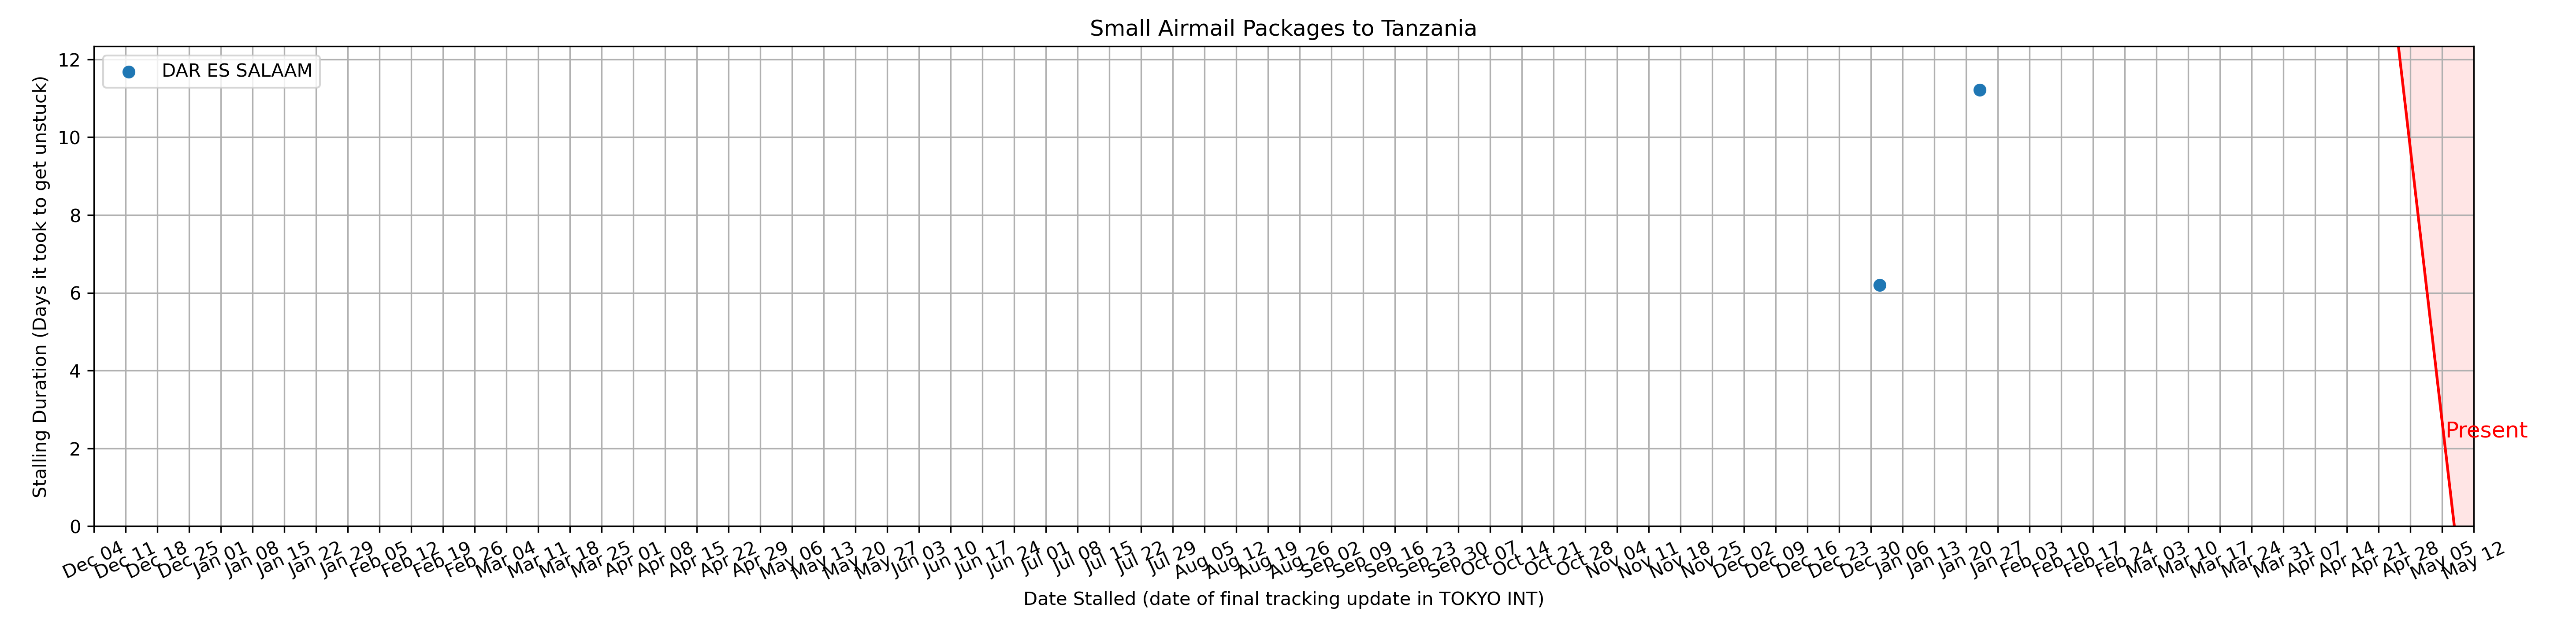 Small Airmail Packages to Tanzania
DAR ES SALAAM
Stalling Duration (Days it took to get unstuck)
12
10
8
6
4
2
0
Present
Dec 04
Dec 11
Dec 18
Dec 25
Jan 01
Jan 08
Jan 15
Jan 22
Jan 29
Feb 05
Feb 12
Feb 19
Feb 26
Mar 04
Mar 11
Mar 18
Mar 25
Apr 01
Apr 08
Apr 15
Apr 22
Apr 29
May 06
May 13
May 20
May 27
Jun 03
Jun 10
Jun 17
Jun 24
Jul 01
Jul 08
Jul 15
Jul 22
Jul 29
Aug 05
Aug 12
Aug 19
Aug 26
Sep 02
Sep 09
Sep 16
Sep 23
Sep 30
Oct 07
Oct 14
Oct 21
Oct 28
Nov 04
Nov 11
Nov 18
Nov 25
Dec 02
Dec 09
Dec 16
Dec 23
Dec 30
Jan 06
Jan 13
Jan 20
Jan 27
Feb 03
Feb 10
Feb 17
Feb 24
Mar 03
Mar 10
Mar 17
Mar 24
Mar 31
Apr 07
Apr 14
Apr 21
Apr 28
May 05
May 12
Date Stalled (date of final tracking update in TOKYO INT)